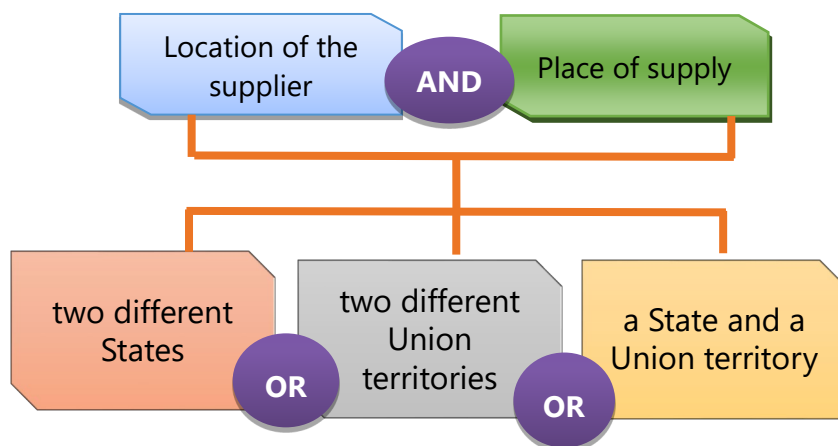 Location of the
supplier
AND
Place of supply
two different
States
OR
two different
Union
territories
OR
a State and a
Union territory